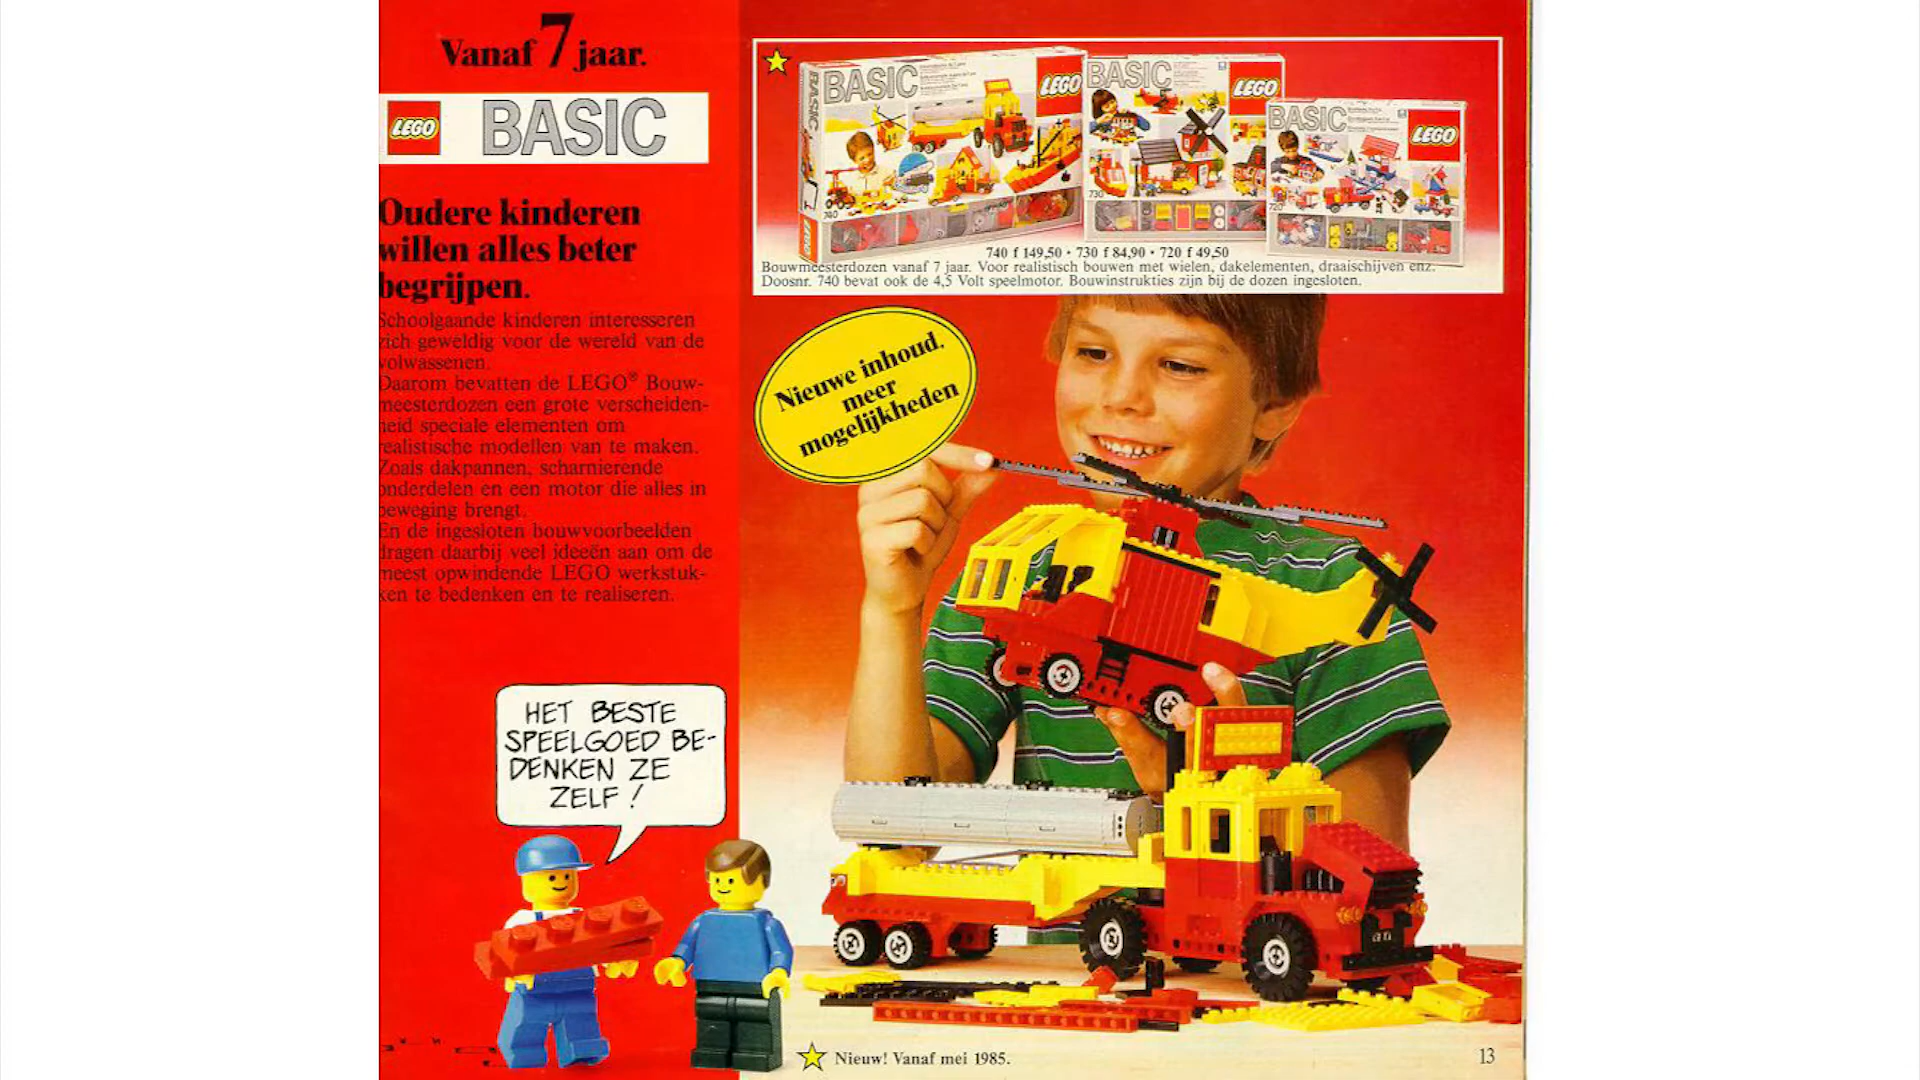 Vanaf 7 jaar.
LEGO BASIC
Oudere kinderen
willen alles beter
begrijpen.
Schoolgaande kinderen interesseren
zich geweldig voor de wereld van de
volwassenen.
Daarom bevatten de LEGO® Bouw-
meesterdozen een grote verscheiden-
heid speciale elementen om
realistische modellen van te maken.
Zoals dakpannen, scharnierende
onderdelen en een motor die alles in
beweging brengt.
En de ingesloten bouwvoorbeelden
dragen daarbij veel ideeën aan om de
meest opwindende LEGO werkstuk-
ken te bedenken en te realiseren.
HET BESTE
SPEELGOED BE-
DENKEN ZE
ZELF!
BASIC LEGO
BASIC
740
LEGO
BASIC LEGO
730
BASIC LEGO
720
740 f 149,50 • 730 f 84,90 • 720 f 49,50
Bouwmeesterdozen vanaf 7 jaar. Voor realistisch bouwen met wielen, dakelementen, draaischijven enz.
Doosnr. 740 bevat ook de 4,5 Volt speelmotor. Bouwinstrukties zijn bij de dozen ingesloten.
Nieuwe inhoud,
meer
mogelijkheden
Nieuw! Vanaf mei 1985.
13